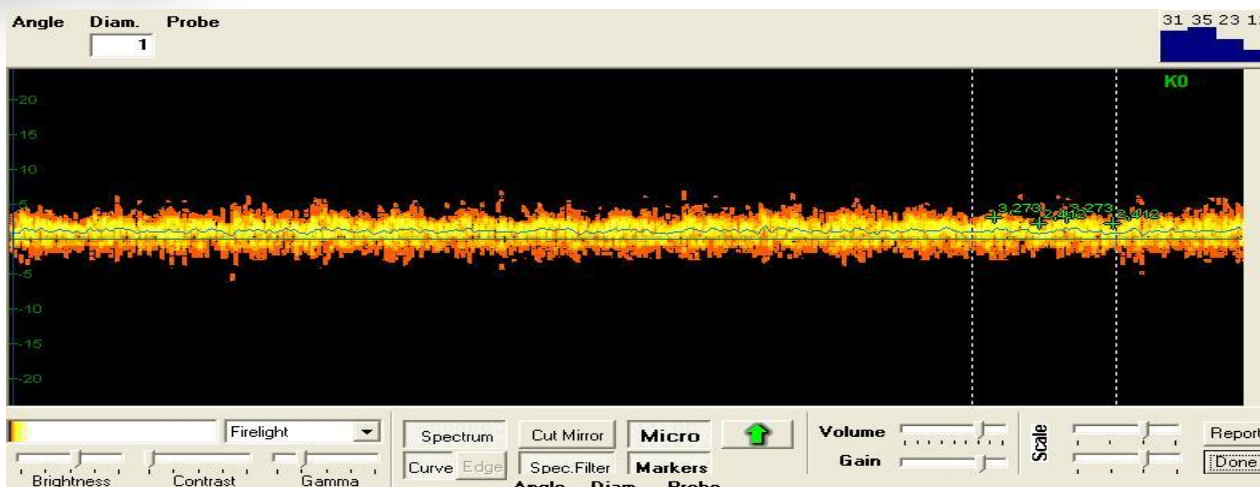 Angle Diam. Probe
31 35 23 1
1
K0
20
15
10
5
3,273 2,412 3,273 2,412
-5
-10
-15
-20
Firelight Spectrum Cut Mirror Micro Volume Scale Report
Curve Edge Spec.Filter Markers Gain Done
Brightness Contrast Gamma
Angle Diam. Probe